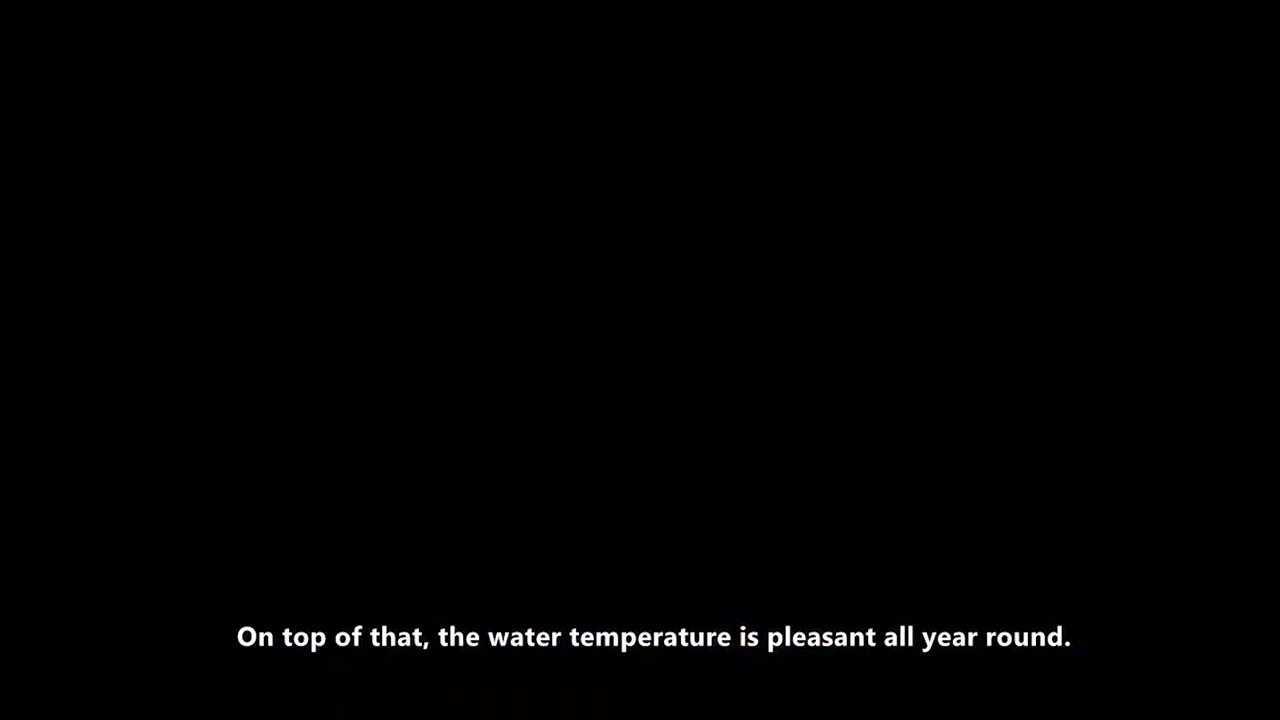 On top of that, the water temperature is pleasant all year round.